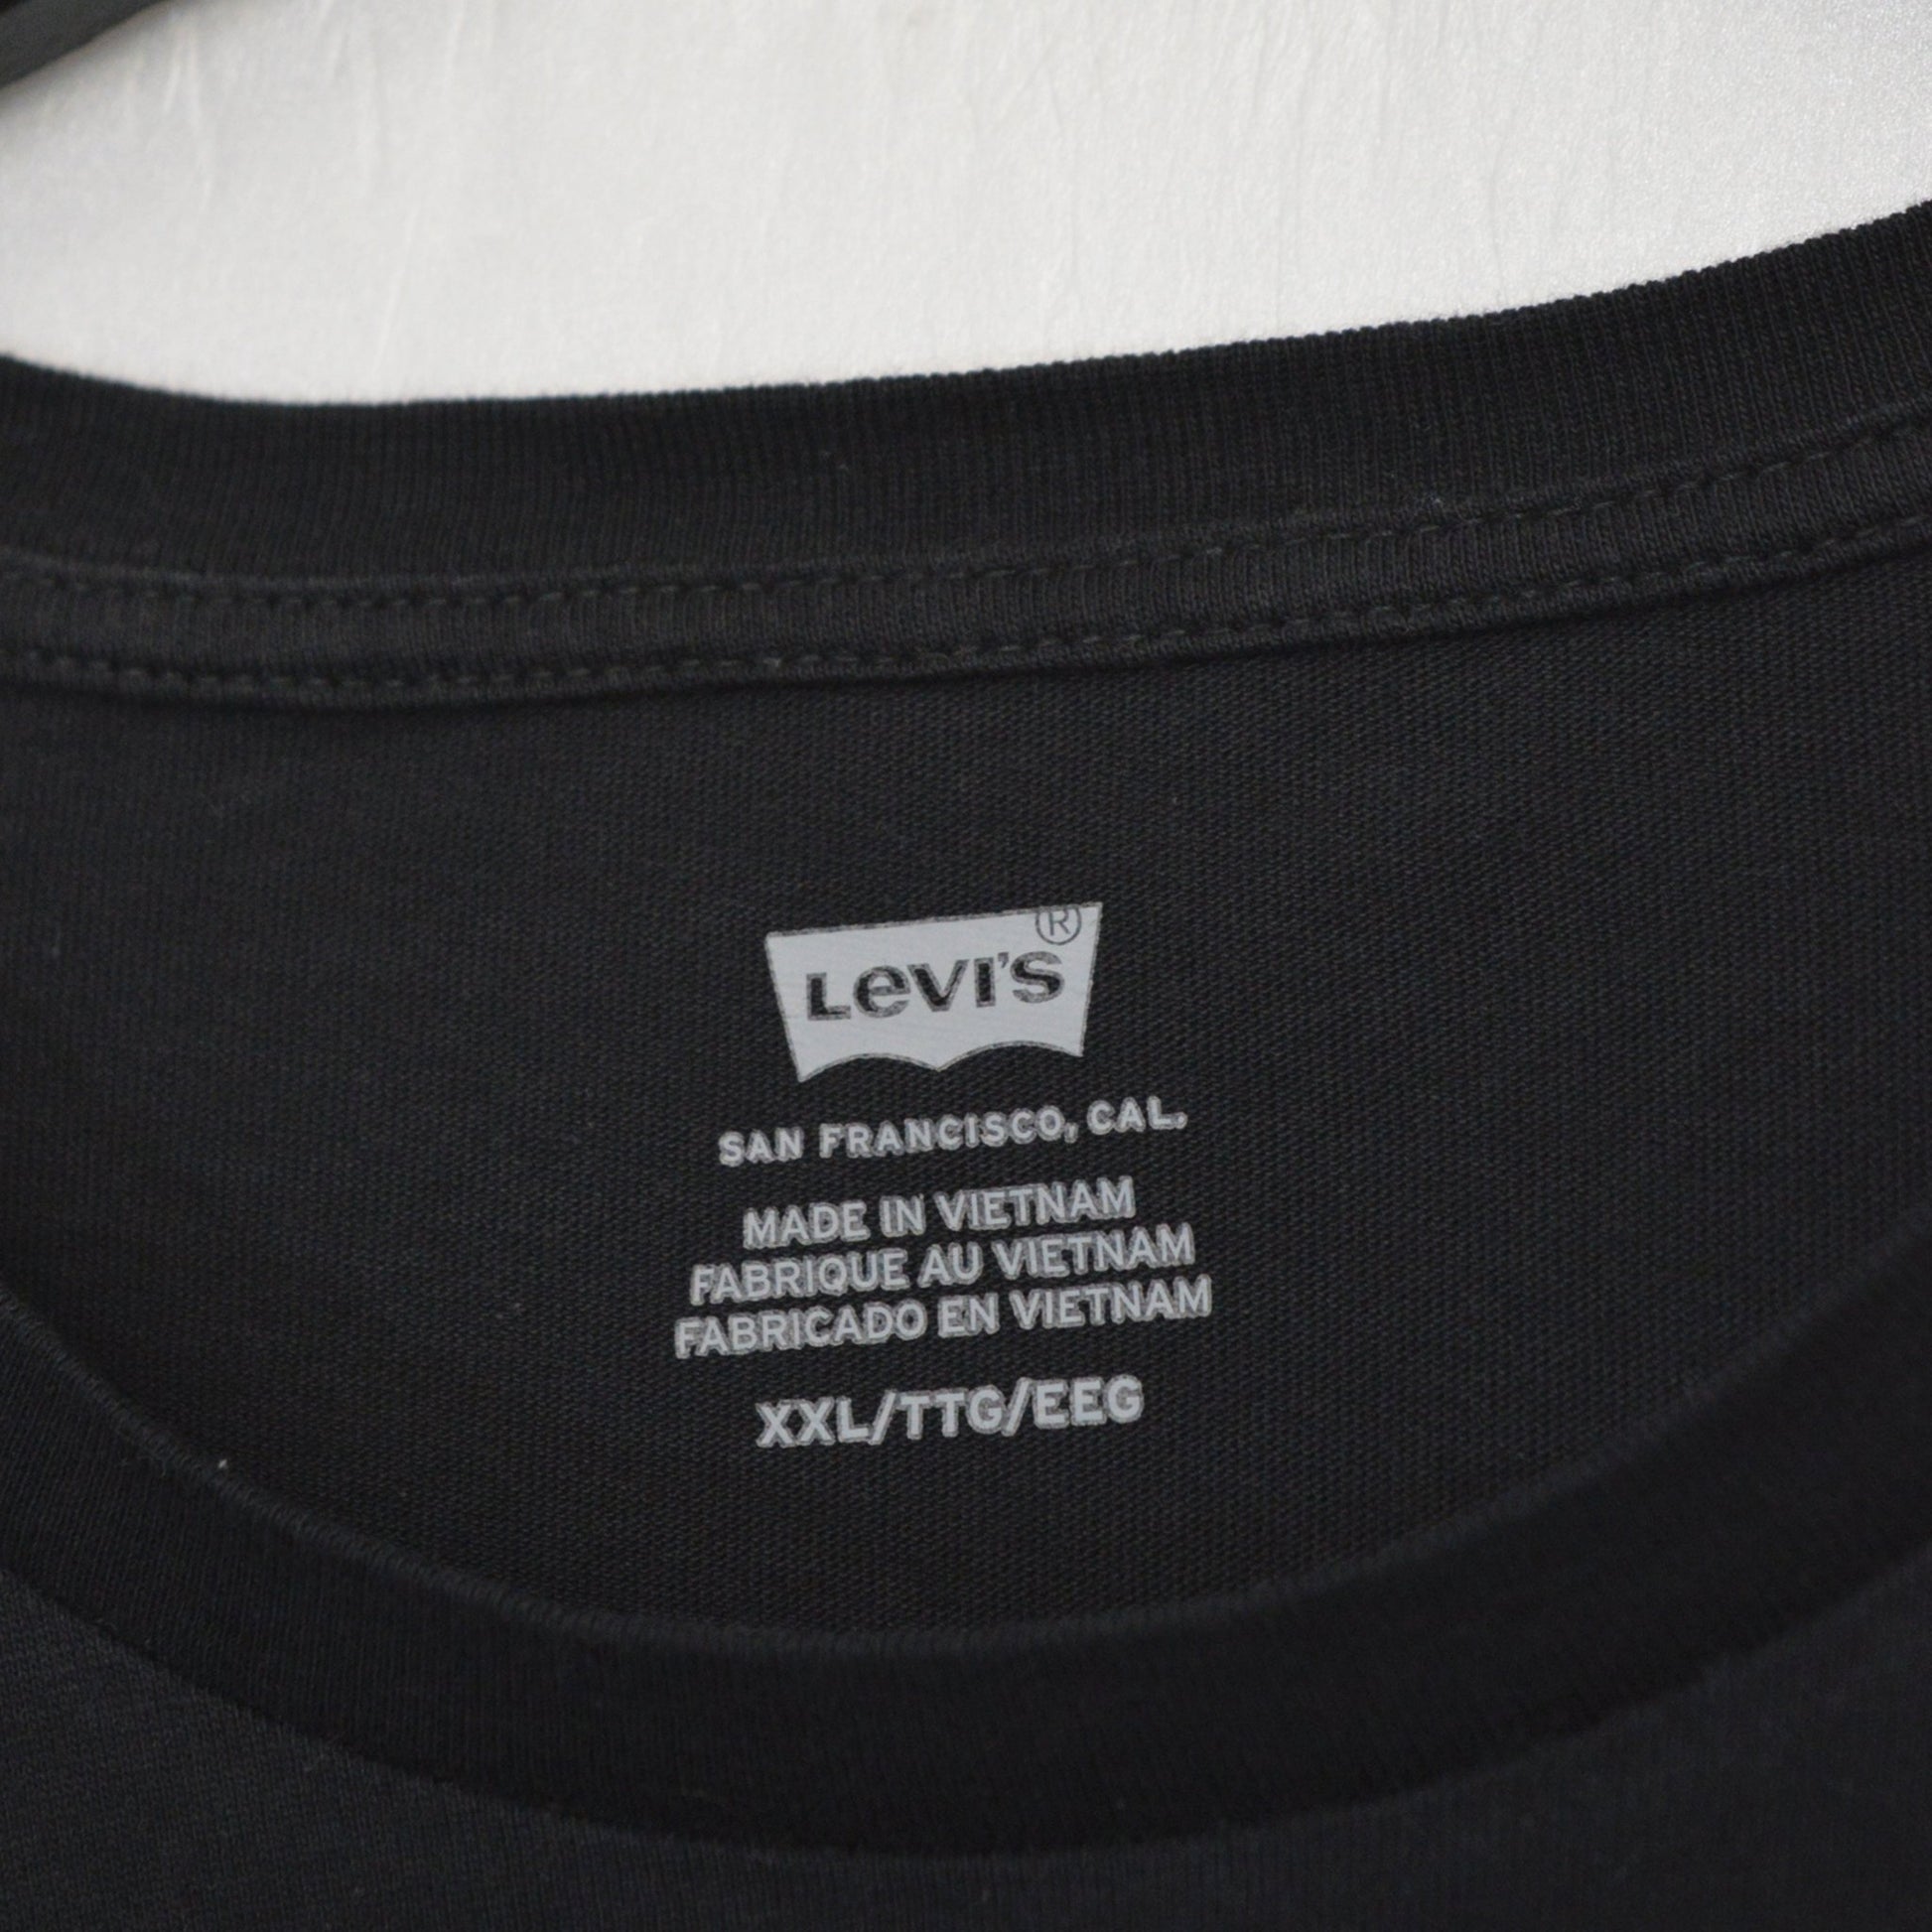 Levi's®
SAN FRANCISCO, CAL.
MADE IN VIETNAM
FABRIQUE AU VIETNAM
FABRICADO EN VIETNAM
XXL/TTG/EEG